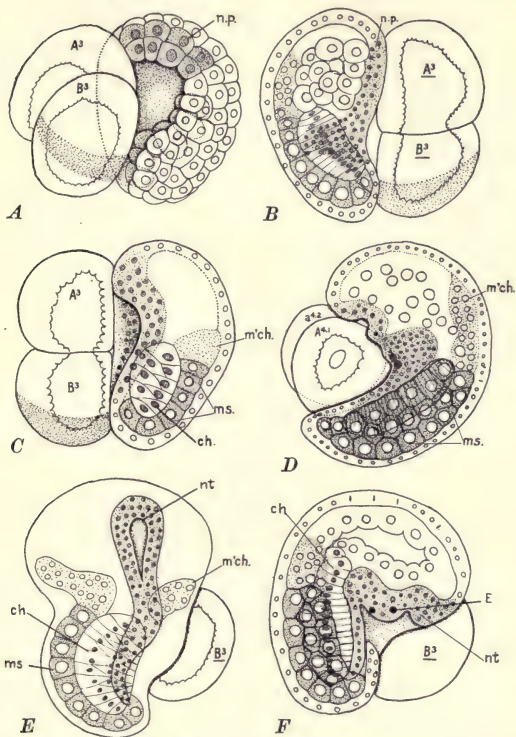 n.p.
A³
B³
A
n.p.
A³
B³
B
A³
B³
m'ch.
ms.
ch.
C
a⁴·²
A⁴·¹
m'ch.
ms.
D
nt
m'ch.
ch.
ms
B³
E
ch.
E
nt
B³
F